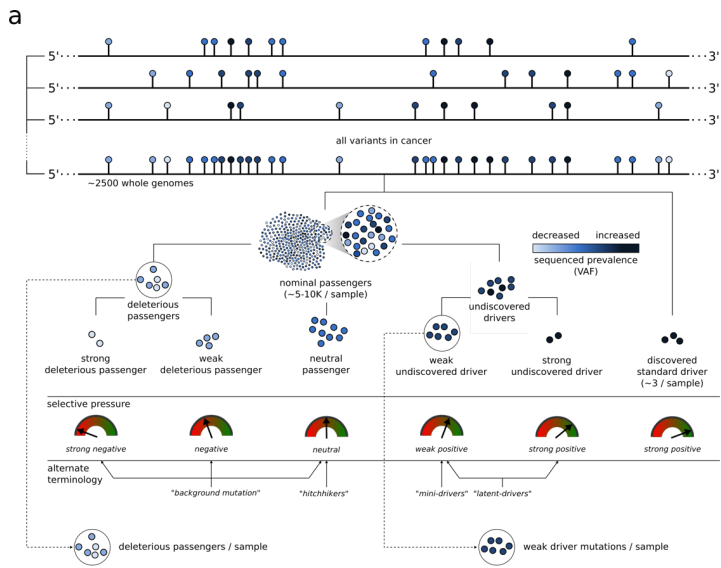 a
5'···· ····3'
5'···· ····3'
5'···· ····3'
all variants in cancer
5'···· ····3'
~2500 whole genomes
decreased increased
sequenced prevalence
(VAF)
nominal passengers
(~5-10K / sample)
deleterious
passengers
undiscovered
drivers
strong
deleterious passenger
weak
deleterious passenger
neutral
passenger
weak
undiscovered driver
strong
undiscovered driver
discovered
standard driver
(~3 / sample)
selective pressure
strong negative
negative
neutral
weak positive
strong positive
strong positive
alternate
terminology
"background mutation"
"hitchhikers"
"mini-drivers"
"latent-drivers"
deleterious passengers / sample
weak driver mutations / sample